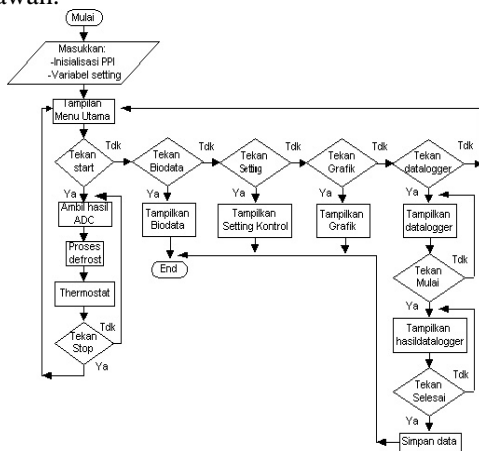 Mulai
Masukkan:
-Inisialisasi PPI
-Variabel setting
Tampilan
Menu Utama
Tekan
start
Tdk
Ya
Tekan
Biodata
Tdk
Ya
Tekan
Setting
Tdk
Ya
Tekan
Grafik
Tdk
Ya
Tekan
datalogger
Tdk
Ya
Ambil hasil
ADC
Proses
defrost
Thermostat
Tekan
Stop
Tdk
Ya
Tampilkan
Biodata
End
Tampilkan
Setting Kontrol
Tampilkan
Grafik
Tampilkan
datalogger
Tekan
Mulai
Tdk
Ya
Tampilkan
hasildatalogger
Tekan
Selesai
Tdk
Ya
Simpan data